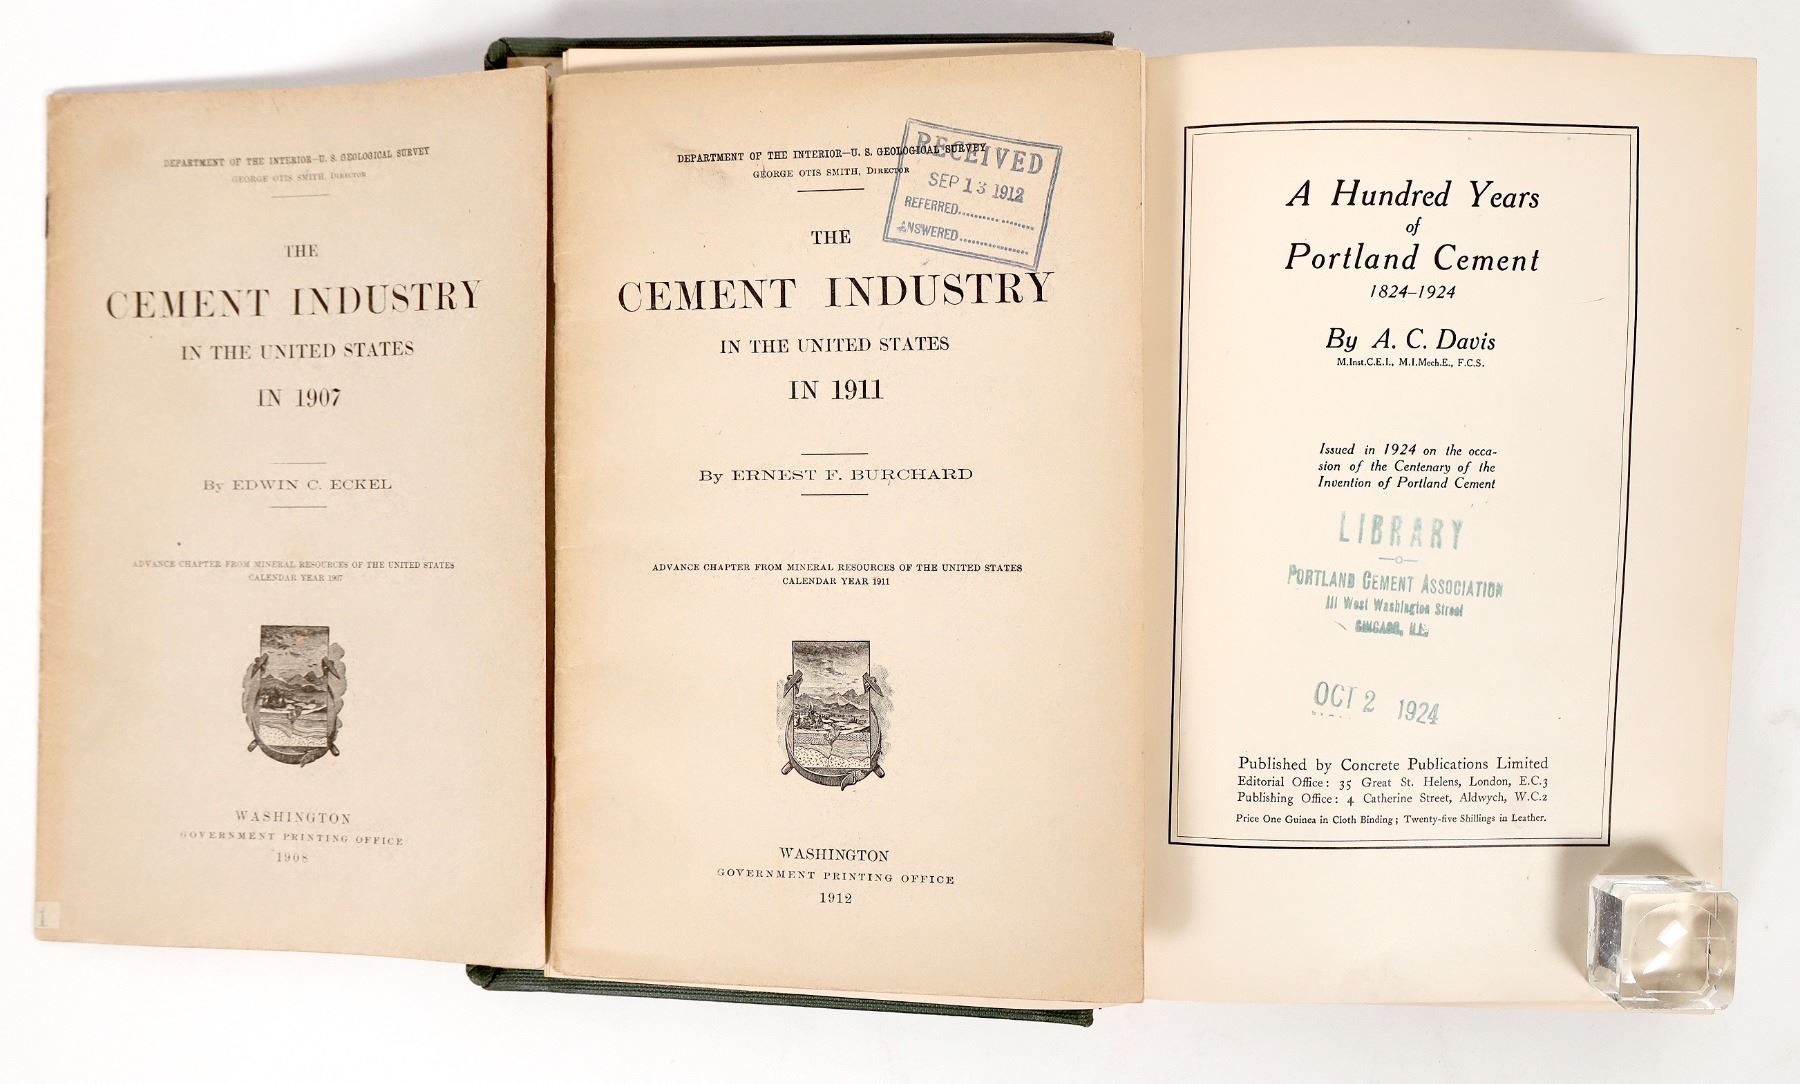 DEPARTMENT OF THE INTERIOR—U. S. GEOLOGICAL SURVEY
GEORGE OTIS SMITH, DIRECTOR
THE
CEMENT INDUSTRY
IN THE UNITED STATES
IN 1907
By EDWIN C. ECKEL
ADVANCE CHAPTER FROM MINERAL RESOURCES OF THE UNITED STATES
CALENDAR YEAR 1907
WASHINGTON
GOVERNMENT PRINTING OFFICE
1908
1
DEPARTMENT OF THE INTERIOR—U. S. GEOLOGICAL SURVEY
GEORGE OTIS SMITH, DIRECTOR
RECEIVED
SEP 13 1912
REFERRED
ANSWERED
THE
CEMENT INDUSTRY
IN THE UNITED STATES
IN 1911
By ERNEST F. BURCHARD
ADVANCE CHAPTER FROM MINERAL RESOURCES OF THE UNITED STATES
CALENDAR YEAR 1911
WASHINGTON
GOVERNMENT PRINTING OFFICE
1912
A Hundred Years
of
Portland Cement
1824–1924
By A. C. Davis
M.Inst.C.E.I., M.I.Mech.E., F.C.S.
Issued in 1924 on the occa-
sion of the Centenary of the
Invention of Portland Cement
LIBRARY
PORTLAND CEMENT ASSOCIATION
111 West Washington Street
CHICAGO, ILL.
OCT 2 1924
Published by Concrete Publications Limited
Editorial Office: 35 Great St. Helens, London, E.C.3
Publishing Office: 4 Catherine Street, Aldwych, W.C.2
Price One Guinea in Cloth Binding; Twenty-five Shillings in Leather.